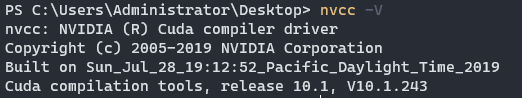 PS C:\Users\Administrator\Desktop> nvcc -V
nvcc: NVIDIA (R) Cuda compiler driver
Copyright (c) 2005-2019 NVIDIA Corporation
Built on Sun_Jul_28_19:12:52_Pacific_Daylight_Time_2019
Cuda compilation tools, release 10.1, V10.1.243